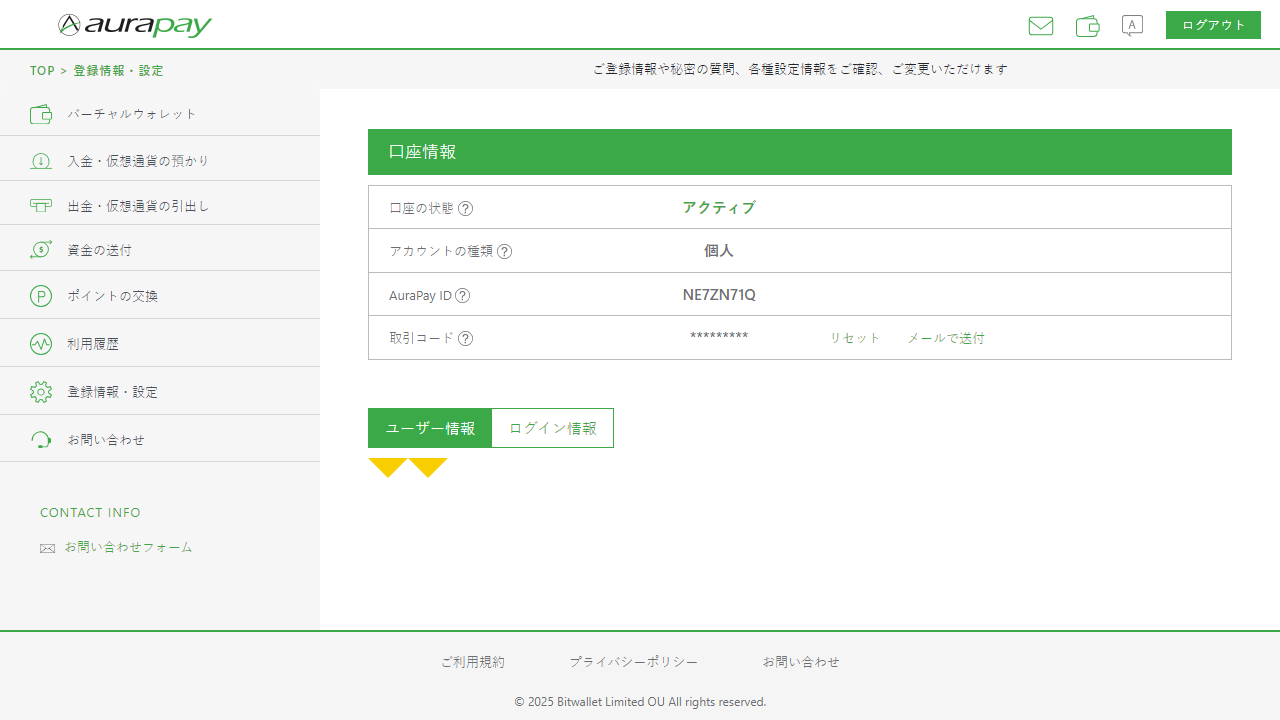 aurapay
A
ログアウト
TOP > 登録情報・設定
ご登録情報や秘密の質問、各種設定情報をご確認、ご変更いただけます
バーチャルウォレット
入金・仮想通貨の預かり
出金・仮想通貨の引出し
資金の送付
ポイントの交換
利用履歴
登録情報・設定
お問い合わせ
CONTACT INFO
お問い合わせフォーム
口座情報
口座の状態 ? アクティブ
アカウントの種類 ? 個人
AuraPay ID ? NE7ZN71Q
取引コード ? ********* リセット メールで送付
ユーザー情報 ログイン情報
ご利用規約 プライバシーポリシー お問い合わせ
© 2025 Bitwallet Limited OU All rights reserved.